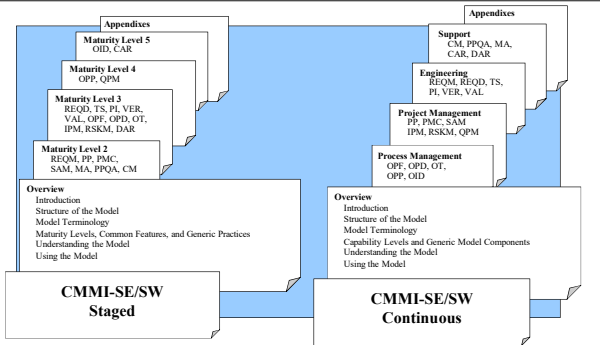 Appendixes
Maturity Level 5
OID, CAR
Maturity Level 4
OPP, QPM
Maturity Level 3
REQD, TS, PI, VER,
VAL, OPF, OPD, OT,
IPM, RSKM, DAR
Maturity Level 2
REQM, PP, PMC,
SAM, MA, PPQA, CM
Overview
Introduction
Structure of the Model
Model Terminology
Maturity Levels, Common Features, and Generic Practices
Understanding the Model
Using the Model
CMMI-SE/SW
Staged
Appendixes
Support
CM, PPQA, MA,
CAR, DAR
Engineering
REQM, REQD, TS,
PI, VER, VAL
Project Management
PP, PMC, SAM
IPM, RSKM, QPM
Process Management
OPF, OPD, OT,
OPP, OID
Overview
Introduction
Structure of the Model
Model Terminology
Capability Levels and Generic Model Components
Understanding the Model
Using the Model
CMMI-SE/SW
Continuous